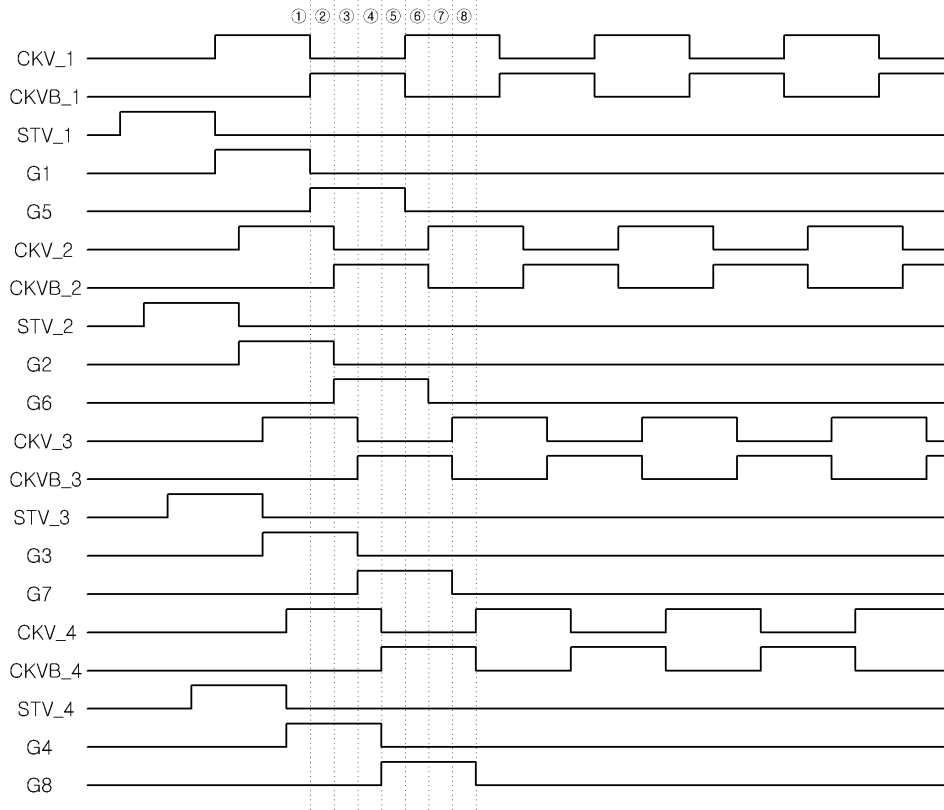 ① ② ③ ④ ⑤ ⑥ ⑦ ⑧
CKV_1
CKVB_1
STV_1
G1
G5
CKV_2
CKVB_2
STV_2
G2
G6
CKV_3
CKVB_3
STV_3
G3
G7
CKV_4
CKVB_4
STV_4
G4
G8